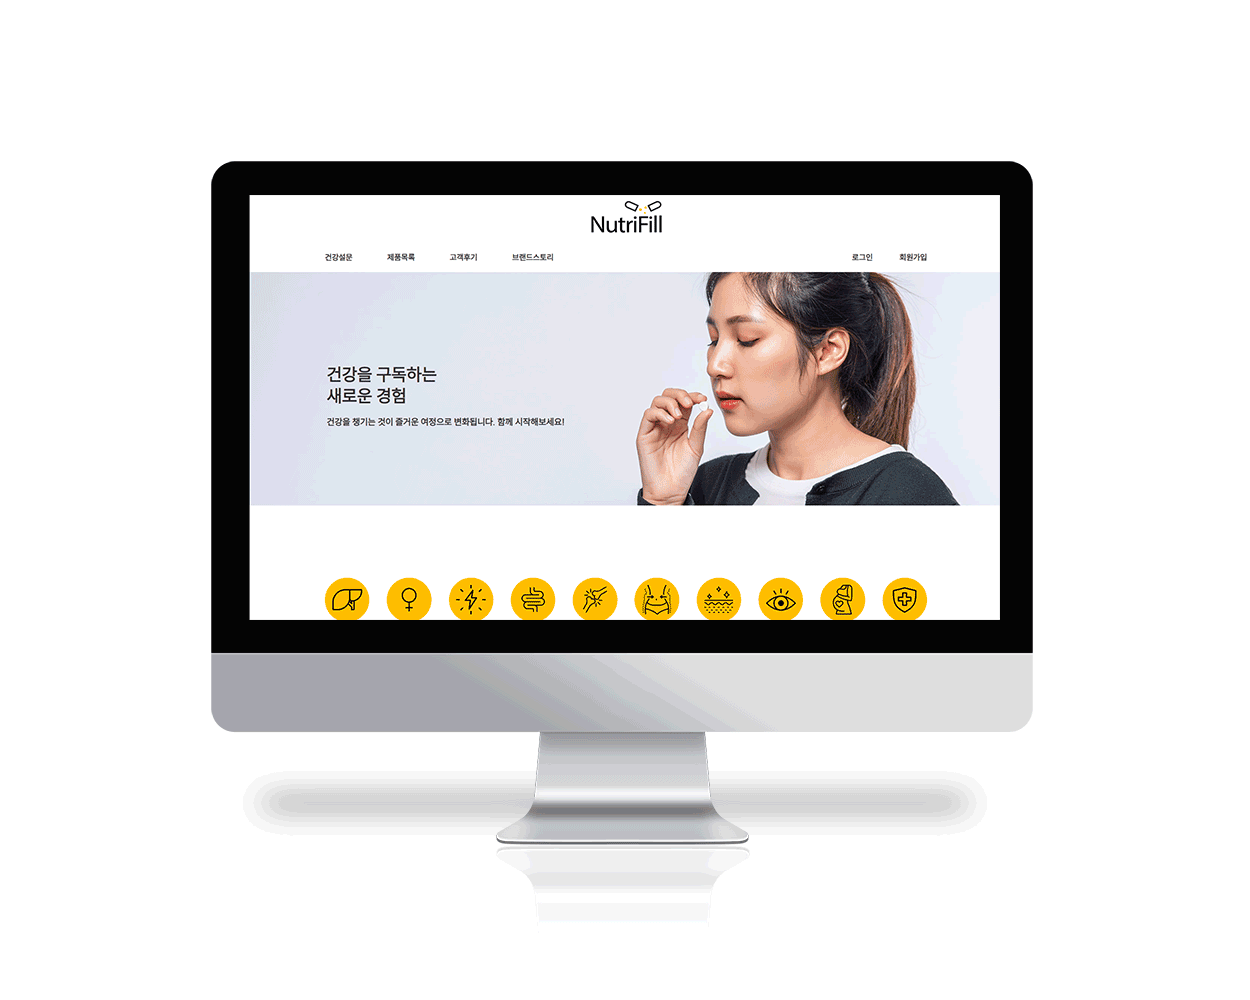 NutriFill
건강설문 제품목록 고객후기 브랜드스토리 로그인 회원가입
건강을 구독하는
새로운 경험
건강을 챙기는 것이 즐거운 여정으로 변화됩니다. 함께 시작해보세요!